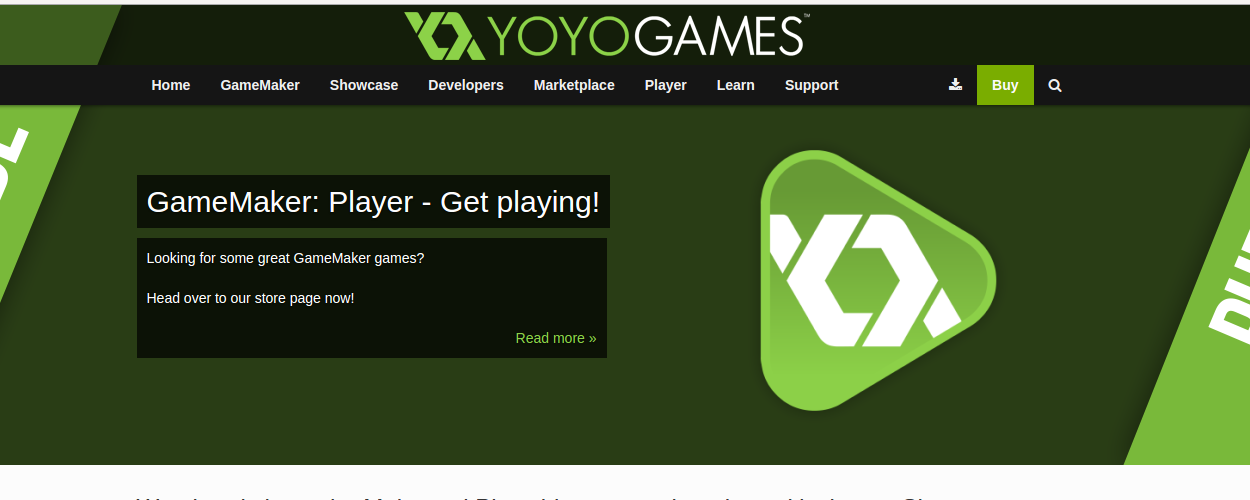 YOYOGAMES™
Home GameMaker Showcase Developers Marketplace Player Learn Support Buy
GameMaker: Player - Get playing!
Looking for some great GameMaker games?
Head over to our store page now!
Read more »